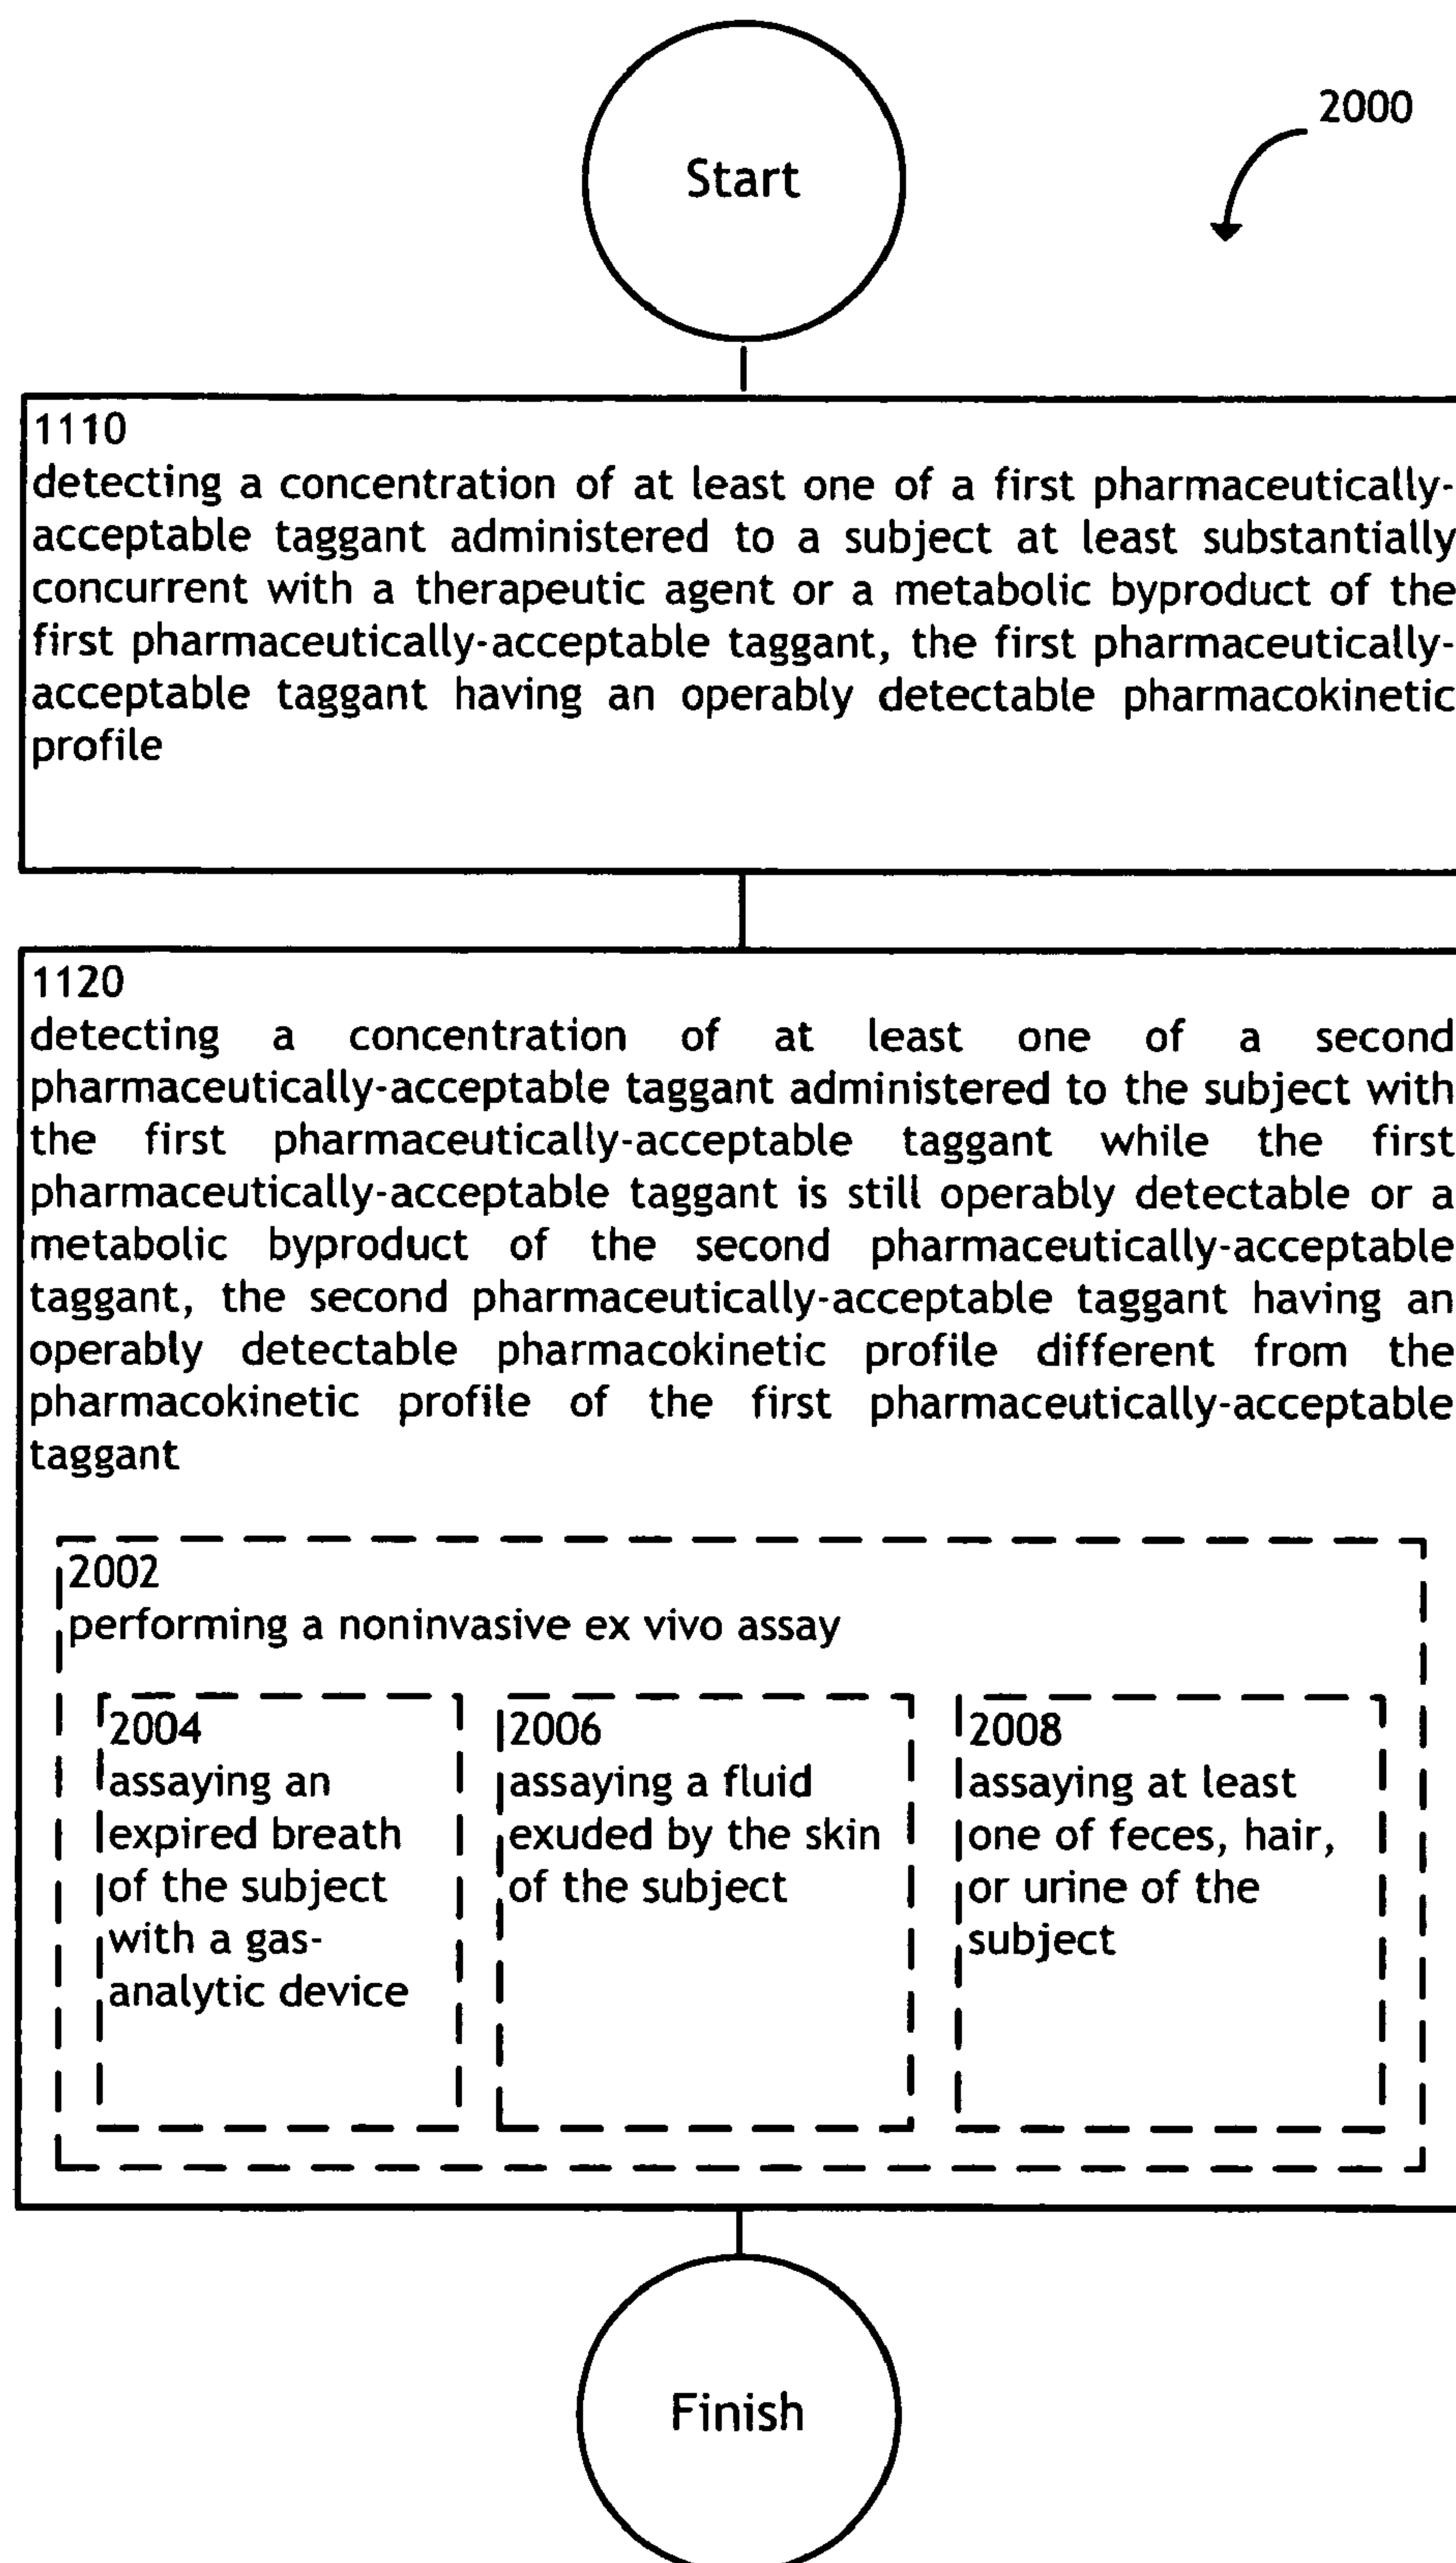 Start
2000
1110
detecting a concentration of at least one of a first pharmaceutically-
acceptable taggant administered to a subject at least substantially
concurrent with a therapeutic agent or a metabolic byproduct of the
first pharmaceutically-acceptable taggant, the first pharmaceutically-
acceptable taggant having an operably detectable pharmacokinetic
profile
1120
detecting a concentration of at least one of a second
pharmaceutically-acceptable taggant administered to the subject with
the first pharmaceutically-acceptable taggant while the first
pharmaceutically-acceptable taggant is still operably detectable or a
metabolic byproduct of the second pharmaceutically-acceptable
taggant, the second pharmaceutically-acceptable taggant having an
operably detectable pharmacokinetic profile different from the
pharmacokinetic profile of the first pharmaceutically-acceptable
taggant
2002
performing a noninvasive ex vivo assay
2004
assaying an
expired breath
of the subject
with a gas-
analytic device
2006
assaying a fluid
exuded by the skin
of the subject
2008
assaying at least
one of feces, hair,
or urine of the
subject
Finish